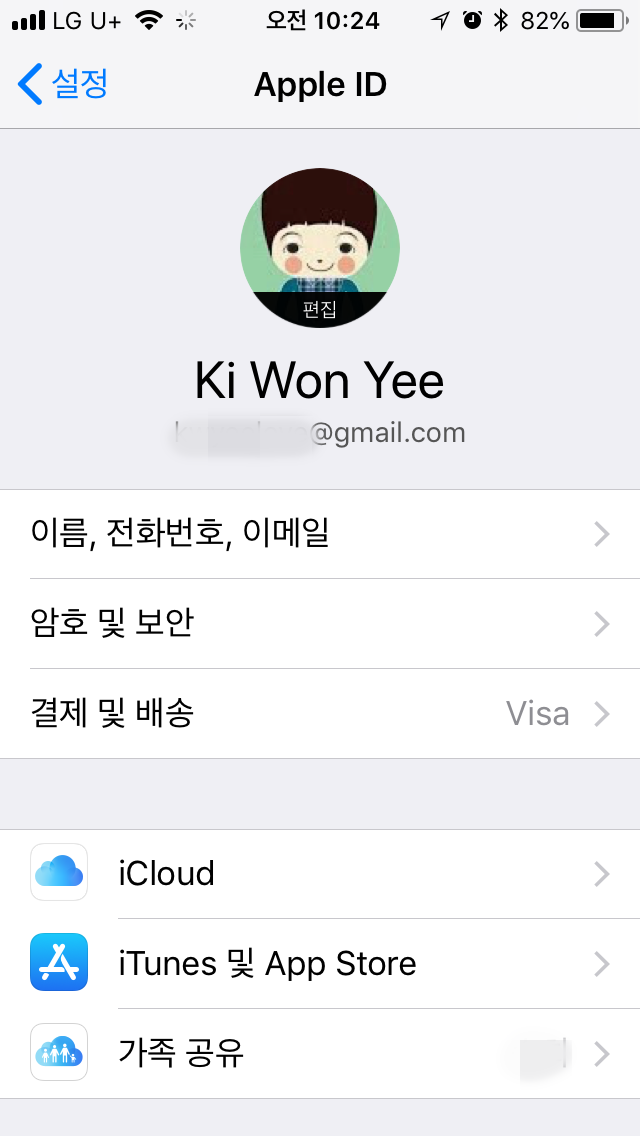 LG U+ 오전 10:24 82%
설정 Apple ID
편집
Ki Won Yee
@gmail.com
이름, 전화번호, 이메일
암호 및 보안
결제 및 배송 Visa
iCloud
iTunes 및 App Store
가족 공유